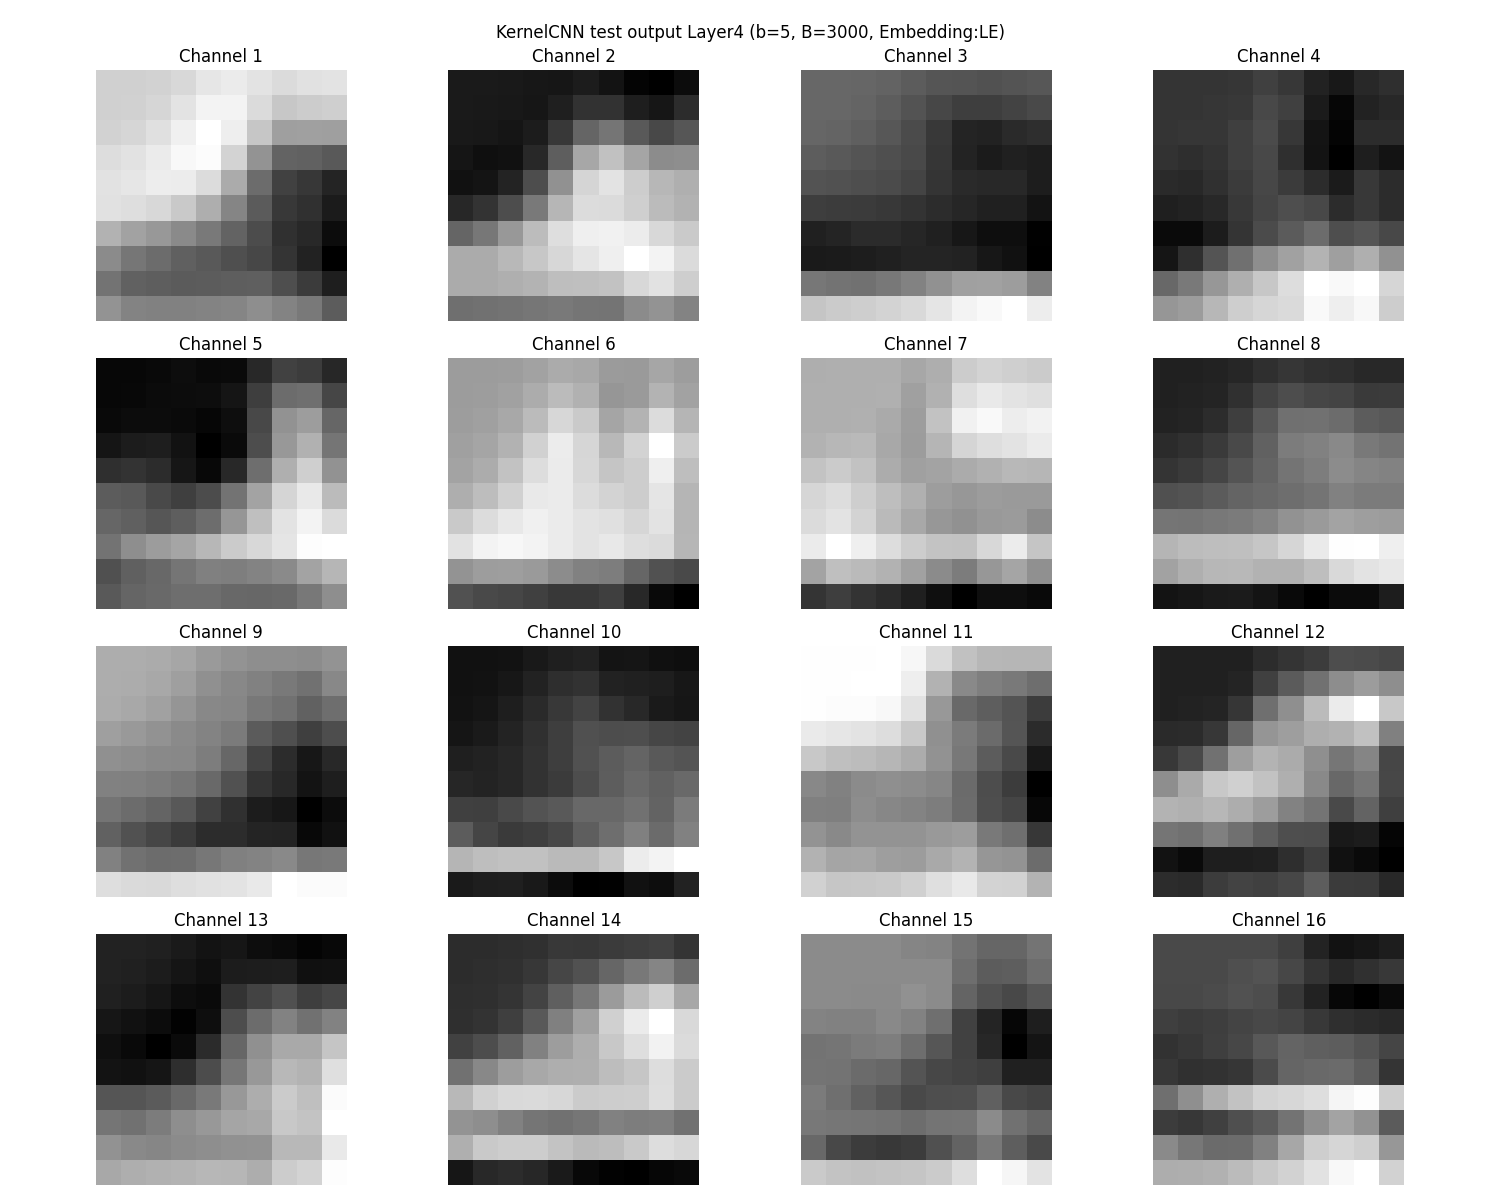 KernelCNN test output Layer4 (b=5, B=3000, Embedding:LE)
Channel 1
Channel 2
Channel 3
Channel 4
Channel 5
Channel 6
Channel 7
Channel 8
Channel 9
Channel 10
Channel 11
Channel 12
Channel 13
Channel 14
Channel 15
Channel 16